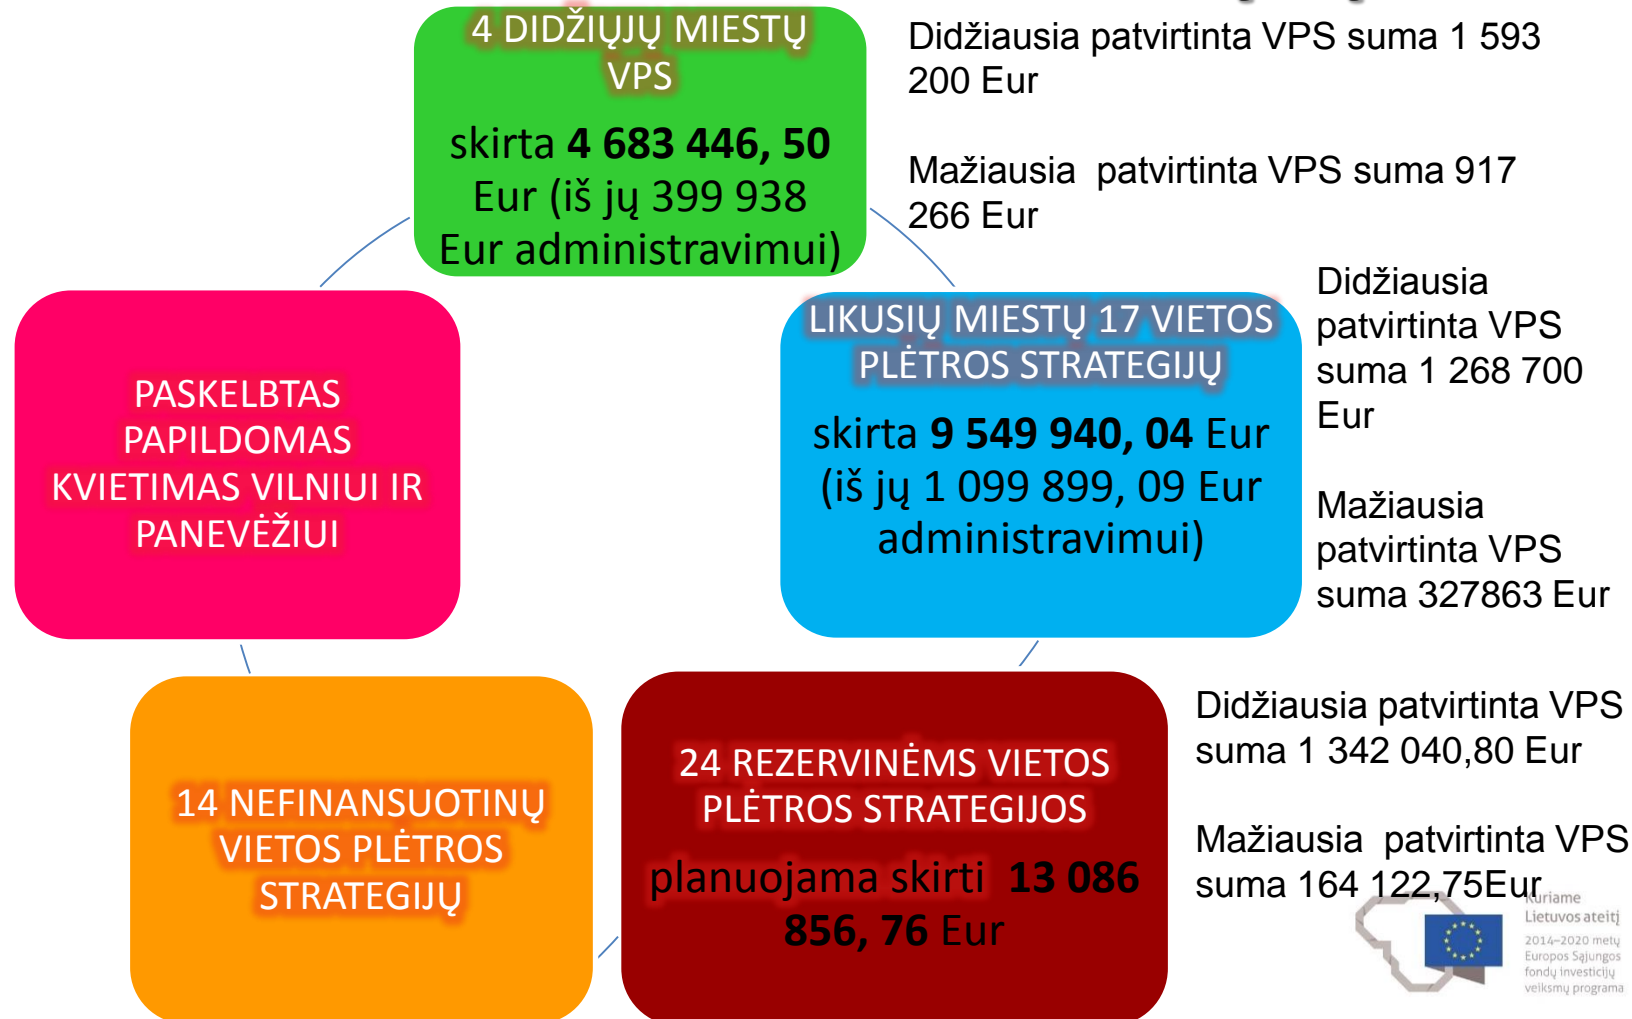 4 DIDŽIŲJŲ MIESTŲ
VPS
skirta 4 683 446, 50
Eur (iš jų 399 938
Eur administravimui)
Didžiausia patvirtinta VPS suma 1 593
200 Eur
Mažiausia patvirtinta VPS suma 917
266 Eur
LIKUSIŲ MIESTŲ 17 VIETOS
PLĖTROS STRATEGIJŲ
skirta 9 549 940, 04 Eur
(iš jų 1 099 899, 09 Eur
administravimui)
Didžiausia
patvirtinta VPS
suma 1 268 700
Eur
Mažiausia
patvirtinta VPS
suma 327863 Eur
PASKELBTAS
PAPILDOMAS
KVIETIMAS VILNIUI IR
PANEVĖŽIUI
24 REZERVINĖMS VIETOS
PLĖTROS STRATEGIJOS
planuojama skirti 13 086
856, 76 Eur
Didžiausia patvirtinta VPS
suma 1 342 040,80 Eur
Mažiausia patvirtinta VPS
suma 164 122,75Eur
14 NEFINANSUOTINŲ
VIETOS PLĖTROS
STRATEGIJŲ
Kuriame
Lietuvos ateitį
2014–2020 metų
Europos Sąjungos
fondų investicijų
veiksmų programa